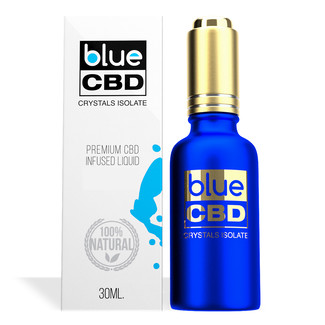 blue
CBD
CRYSTALS ISOLATE
PREMIUM CBD
INFUSED LIQUID
100%
NATURAL
30ML.
blue
CBD
CRYSTALS ISOLATE